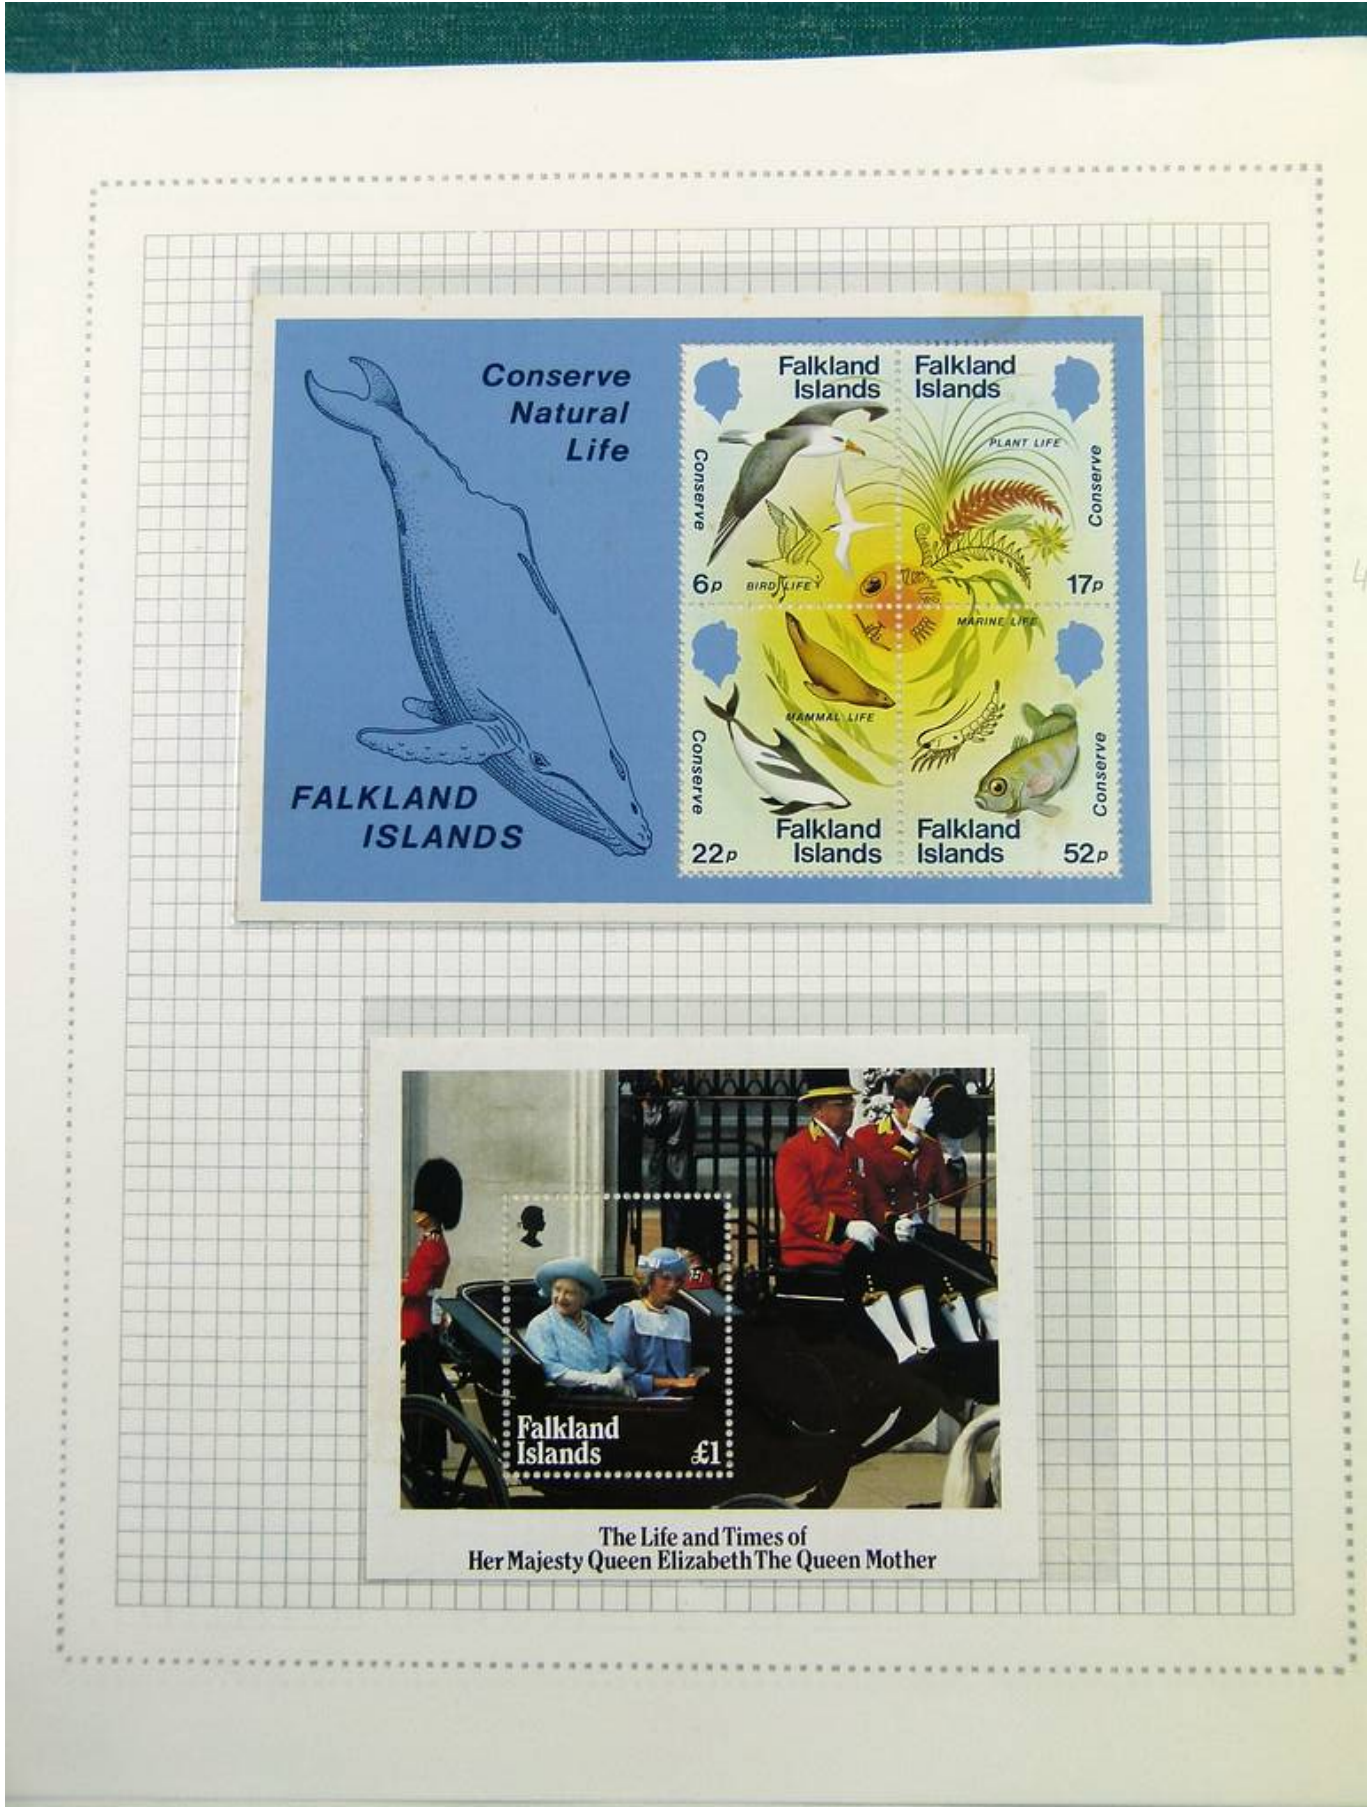 Conserve
Natural
Life
FALKLAND
ISLANDS
Falkland
Islands
Conserve
6p
BIRD LIFE
Falkland
Islands
PLANT LIFE
Conserve
17p
MAMMAL LIFE
Conserve
Falkland
Islands
22p
MARINE LIFE
Conserve
Falkland
Islands
52p
Falkland
Islands
£1
The Life and Times of
Her Majesty Queen Elizabeth The Queen Mother